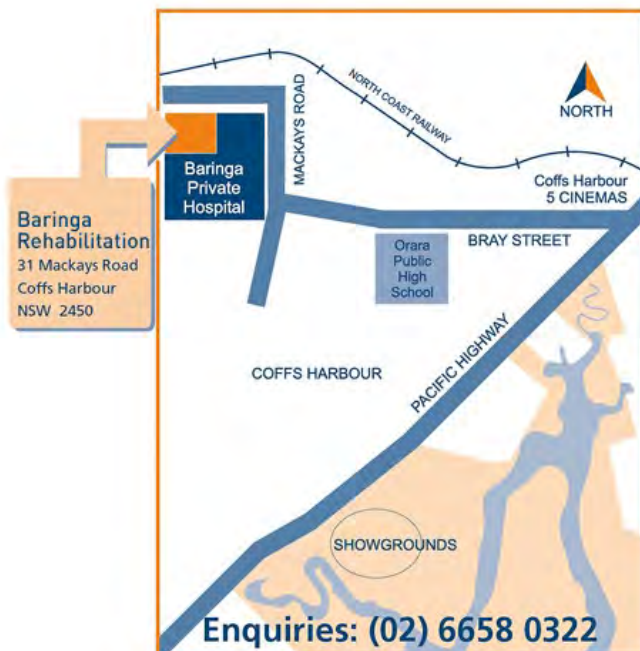 NORTH COAST RAILWAY
NORTH
MACKAYS ROAD
Baringa
Private
Hospital
Coffs Harbour
5 CINEMAS
Baringa
Rehabilitation
31 Mackays Road
Coffs Harbour
NSW 2450
BRAY STREET
Orara
Public
High
School
COFFS HARBOUR
PACIFIC HIGHWAY
SHOWGROUNDS
Enquiries: (02) 6658 0322